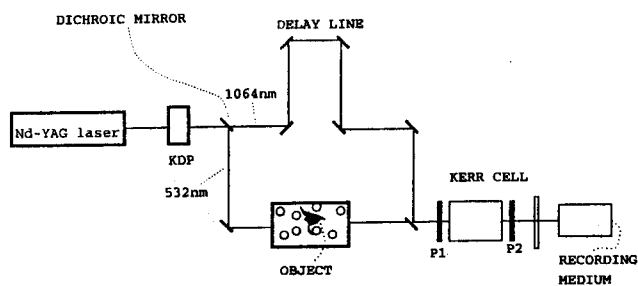 DICHROIC MIRROR
DELAY LINE
1064nm
Nd-YAG laser
KDP
532nm
KERR CELL
P1
P2
OBJECT
RECORDING
MEDIUM